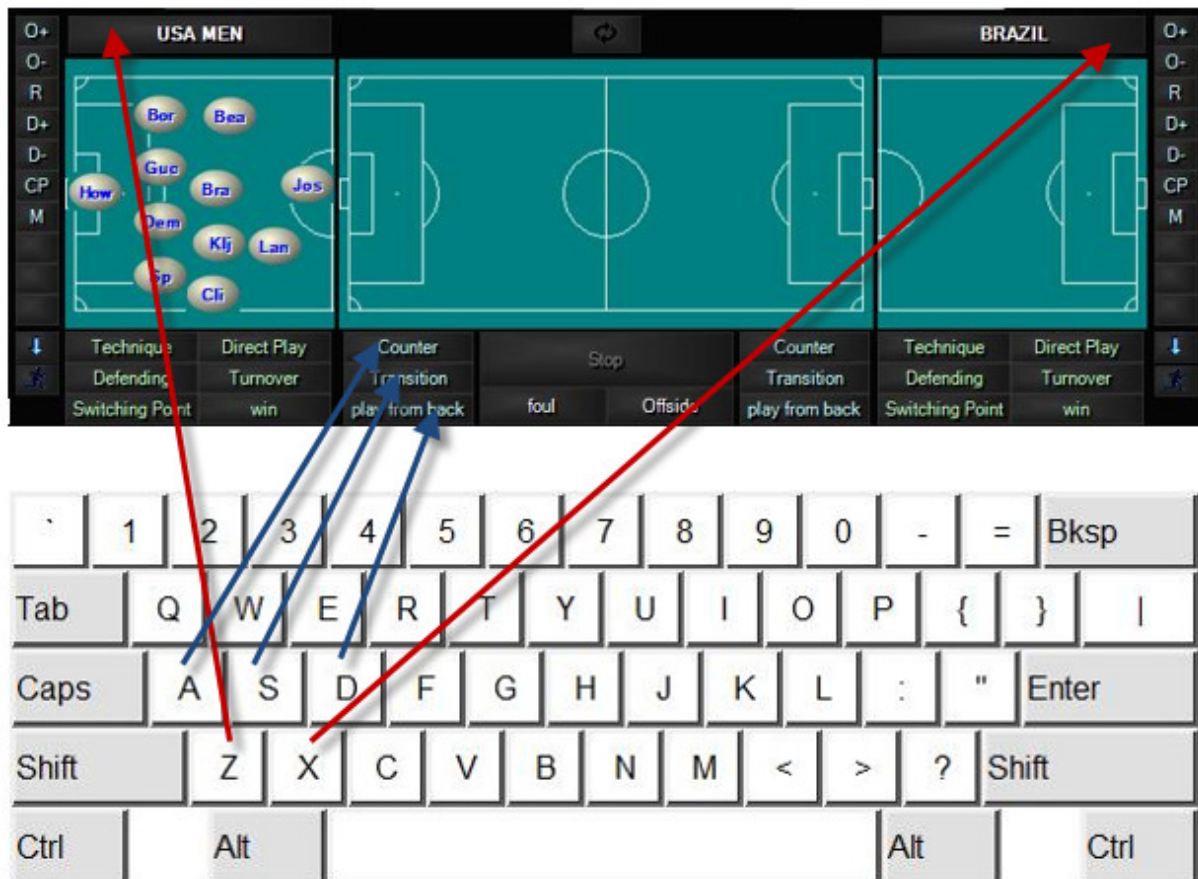 O+ USA MEN BRAZIL O+
O- O-
R R
D+ Bor Bea D+
D- Guc D-
CP How Bra Jos CP
M Dem M
Klj Lan
Sp
Cli
Technique Direct Play Counter Stop Counter Technique Direct Play
Defending Turnover Transition Transition Defending Turnover
Switching Point win play from back foul Offside play from back Switching Point win
` 1 2 3 4 5 6 7 8 9 0 - = Bksp
Tab Q W E R T Y U I O P { } |
Caps A S D F G H J K L : " Enter
Shift Z X C V B N M < > ? Shift
Ctrl Alt Alt Ctrl